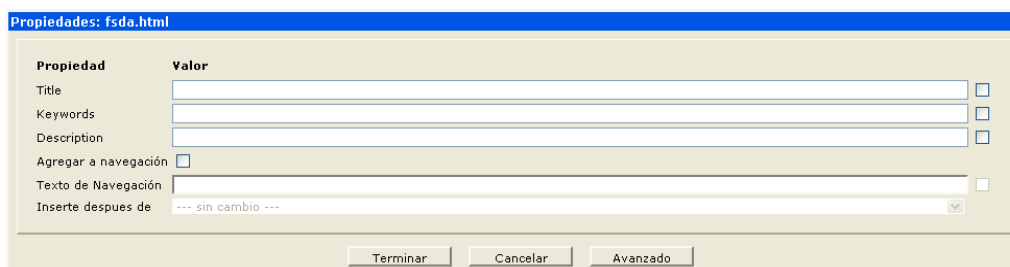 Propiedades: fsda.html
Propiedad Valor
Title
Keywords
Description
Agregar a navegación
Texto de Navegación
Inserte despues de --- sin cambio ---
Terminar Cancelar Avanzado